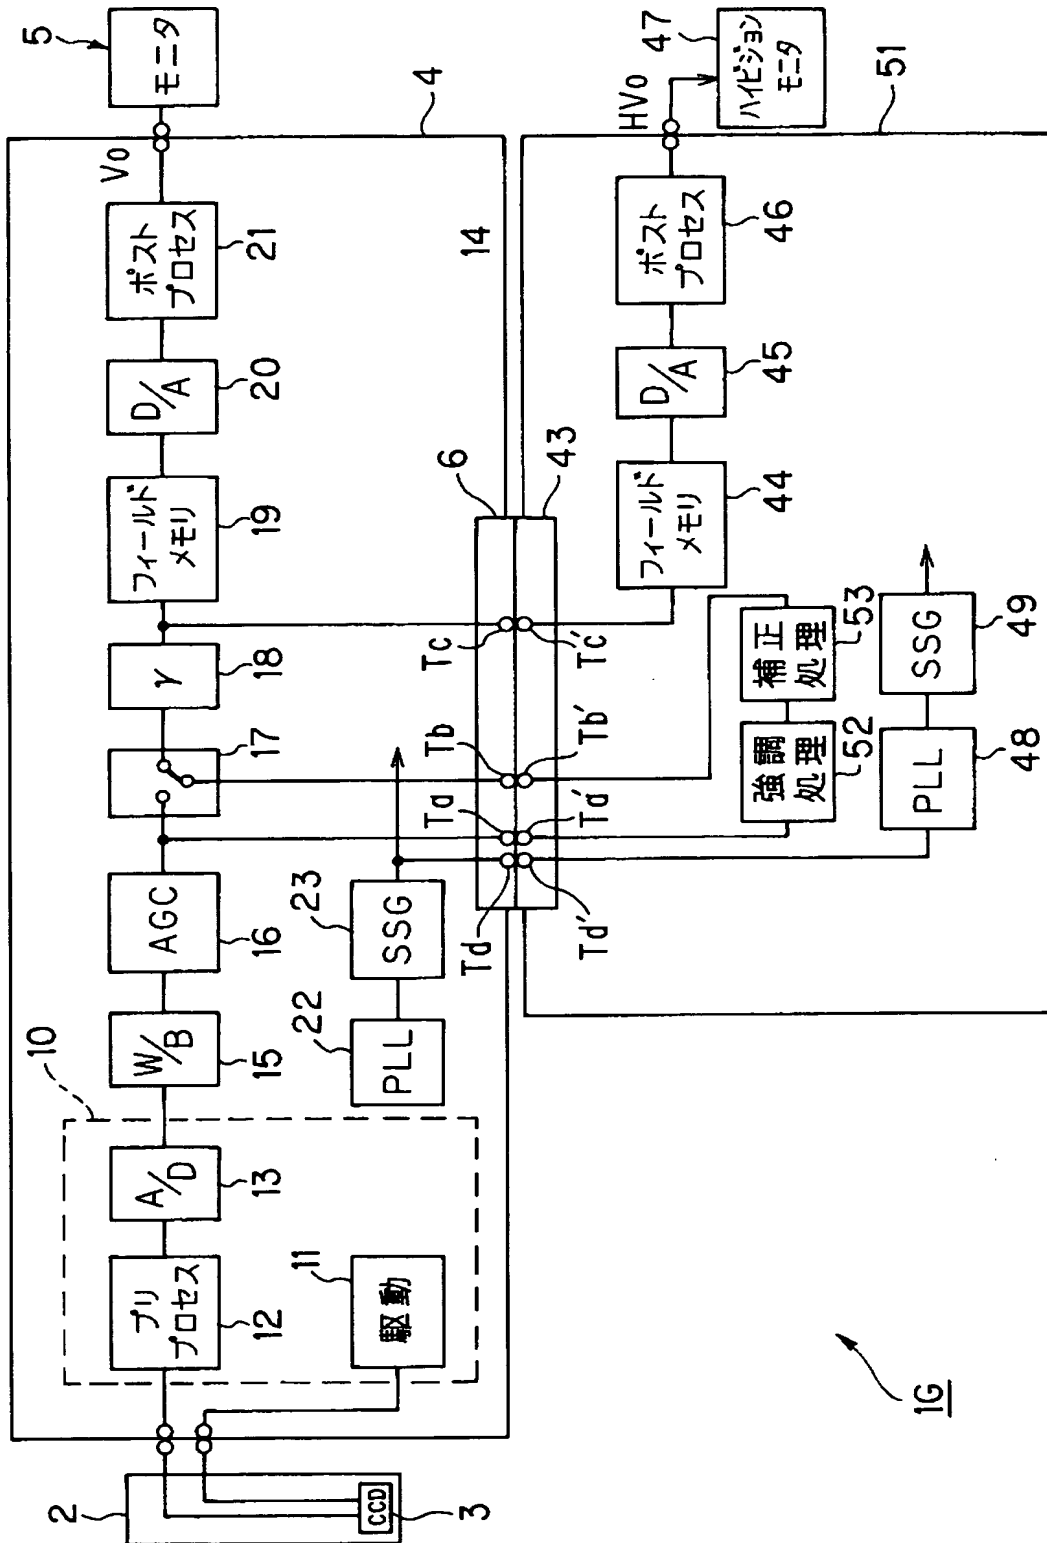 2
3
CCD
10
プリ
プロセス
12
A/D
13
駆動
11
W/B
15
AGC
16
17
γ
18
フィールド
メモリ
19
D/A
20
ポスト
プロセス
21
Vo
モニタ
5
4
14
22
PLL
23
SSG
6
43
Td
Ta
Tb
Tc
Td'
Ta'
Tb'
Tc'
フィールド
メモリ
44
D/A
45
ポスト
プロセス
46
HVo
ハイビジョン
モニタ
47
51
強調
処理
52
補正
処理
53
PLL
48
SSG
49
1G